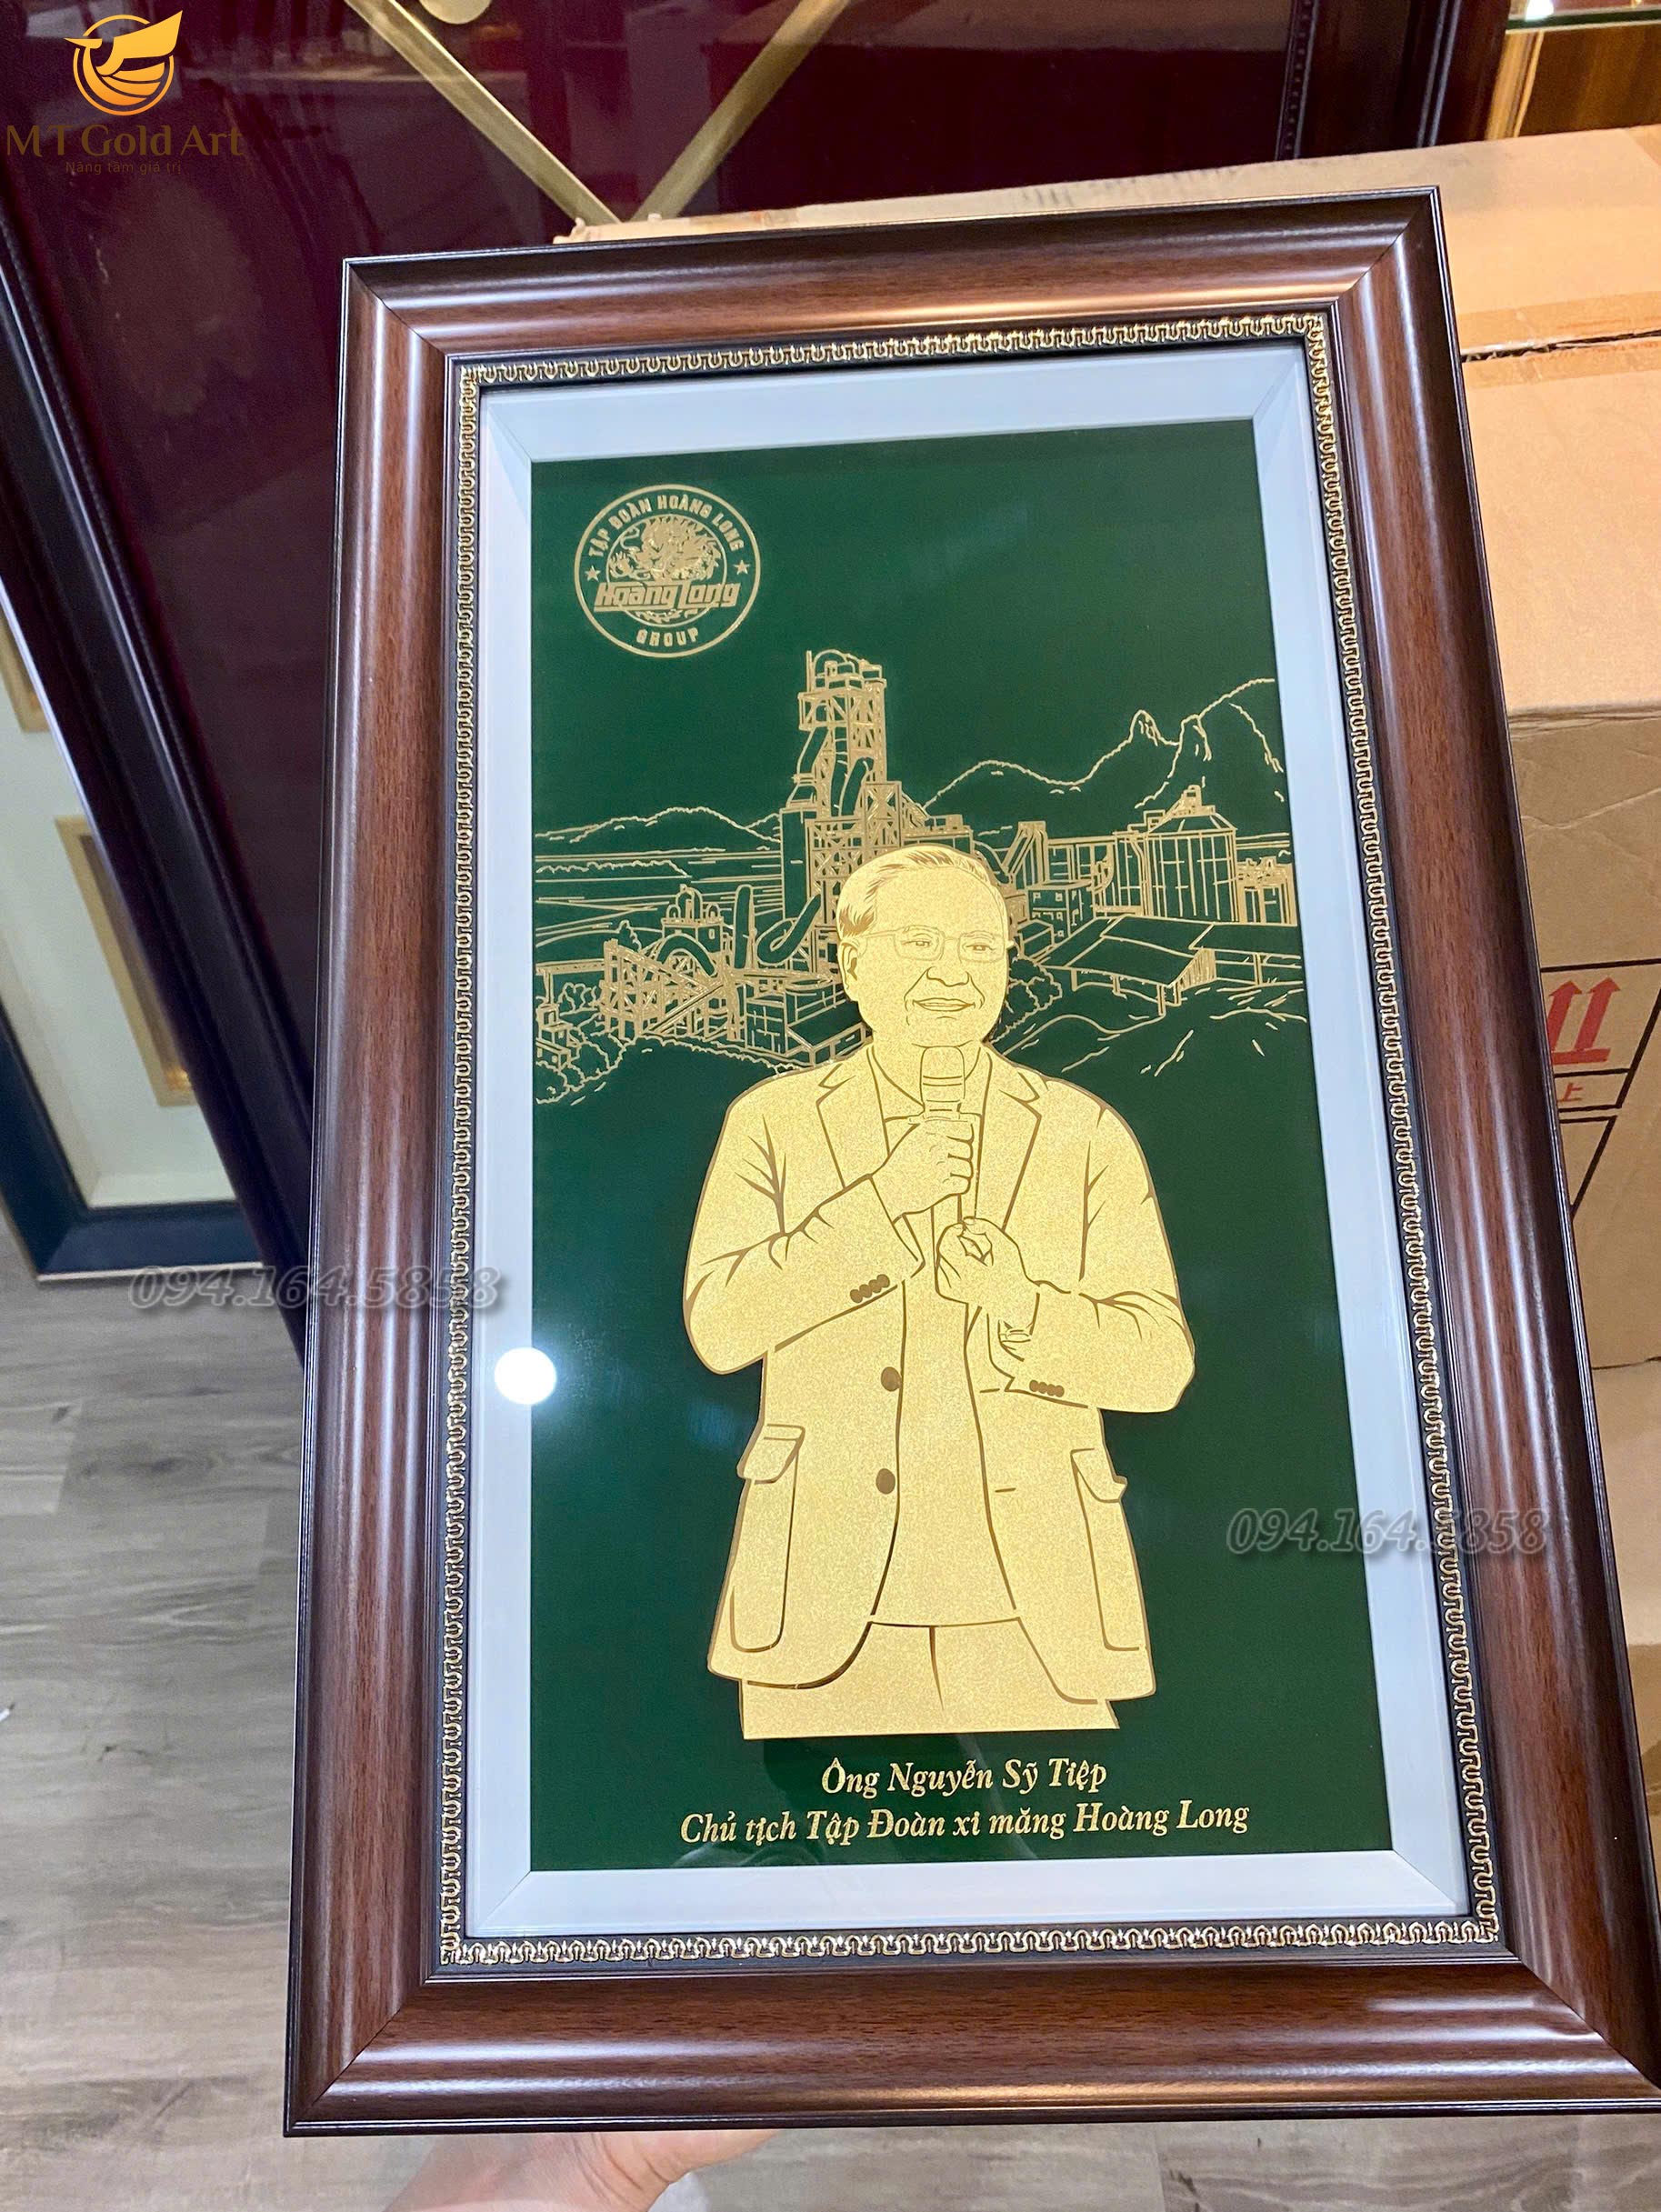 MT Gold Art
Nâng tầm giá trị
TẬP ĐOÀN HOÀNG LONG
Hoàng Long
GROUP
上
094.164.5858
094.164.5858
Ông Nguyễn Sỹ Tiệp
Chủ tịch Tập Đoàn xi măng Hoàng Long